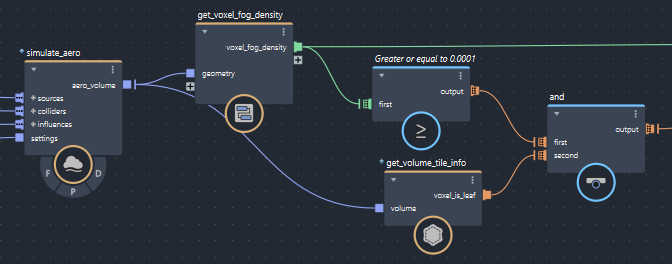 get_voxel_fog_density
voxel_fog_density
geometry
simulate_aero
aero_volume
sources
colliders
influences
settings
F
P
D
Greater or equal to 0.0001
output
first
≥
get_volume_tile_info
voxel_is_leaf
volume
and
output
first
second